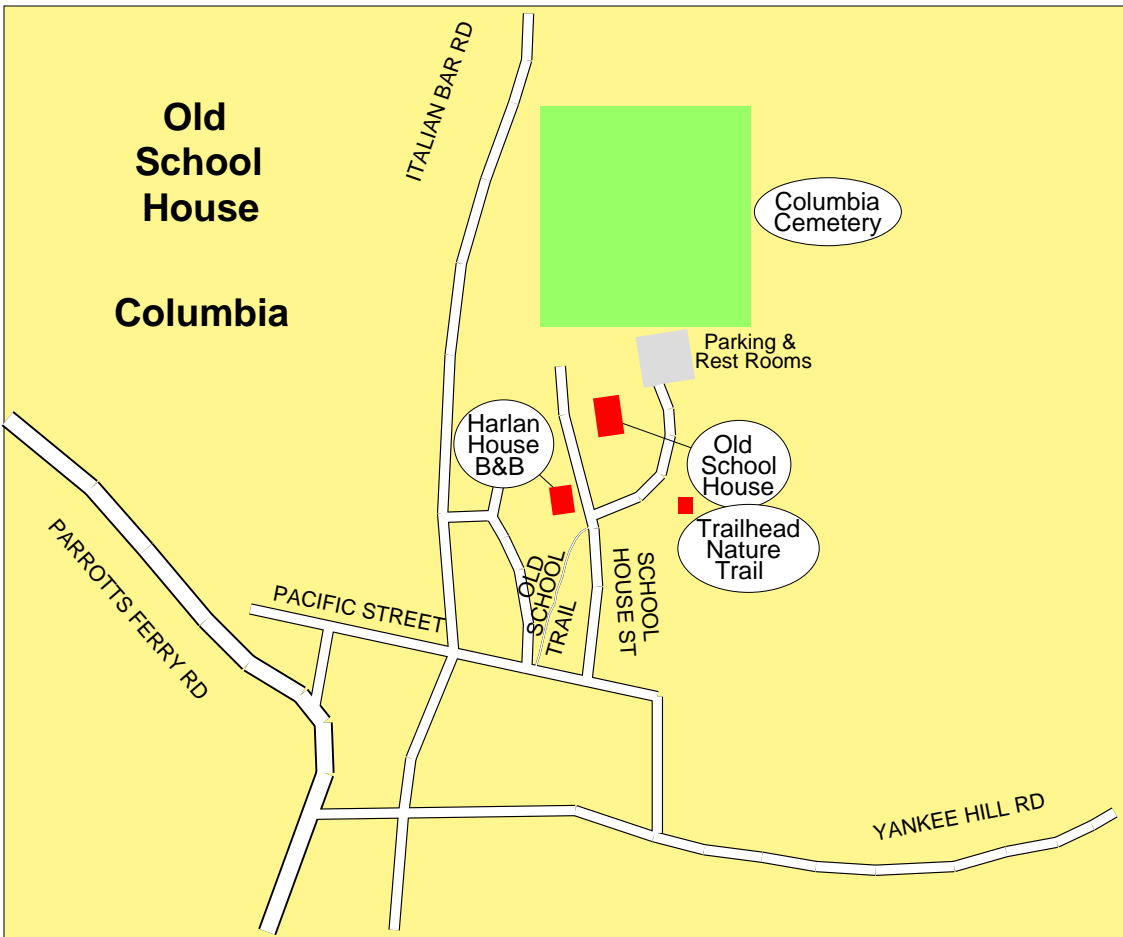 Old
School
House
Columbia
ITALIAN BAR RD
Columbia
Cemetery
Parking &
Rest Rooms
Harlan
House
B&B
Old
School
House
Trailhead
Nature
Trail
OLD
SCHOOL
TRAIL
SCHOOL
HOUSE ST
PACIFIC STREET
PARROTTS FERRY RD
YANKEE HILL RD